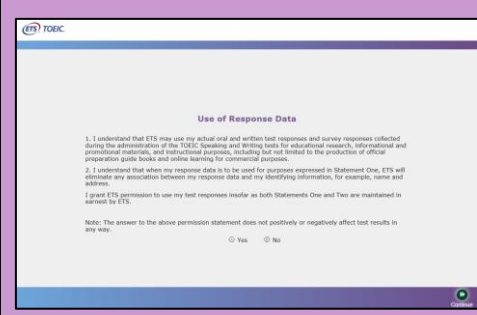 ETS TOEIC
Use of Response Data
1. I understand that ETS may use my actual oral and written test responses and survey responses collected
during the administration of the TOEIC Speaking and Writing tests for educational research, informational and
promotional materials, and instructional purposes, including but not limited to the production of official
preparation guide books and online learning for commercial purposes.
2. I understand that when my response data is to be used for purposes expressed in Statement One, ETS will
eliminate any association between my response data and my identifying information, for example, name and
address.
I grant ETS permission to use my test responses insofar as both Statements One and Two are maintained in
earnest by ETS.
Note: The answer to the above permission statement does not positively or negatively affect test results in
any way.
Yes No
Continue